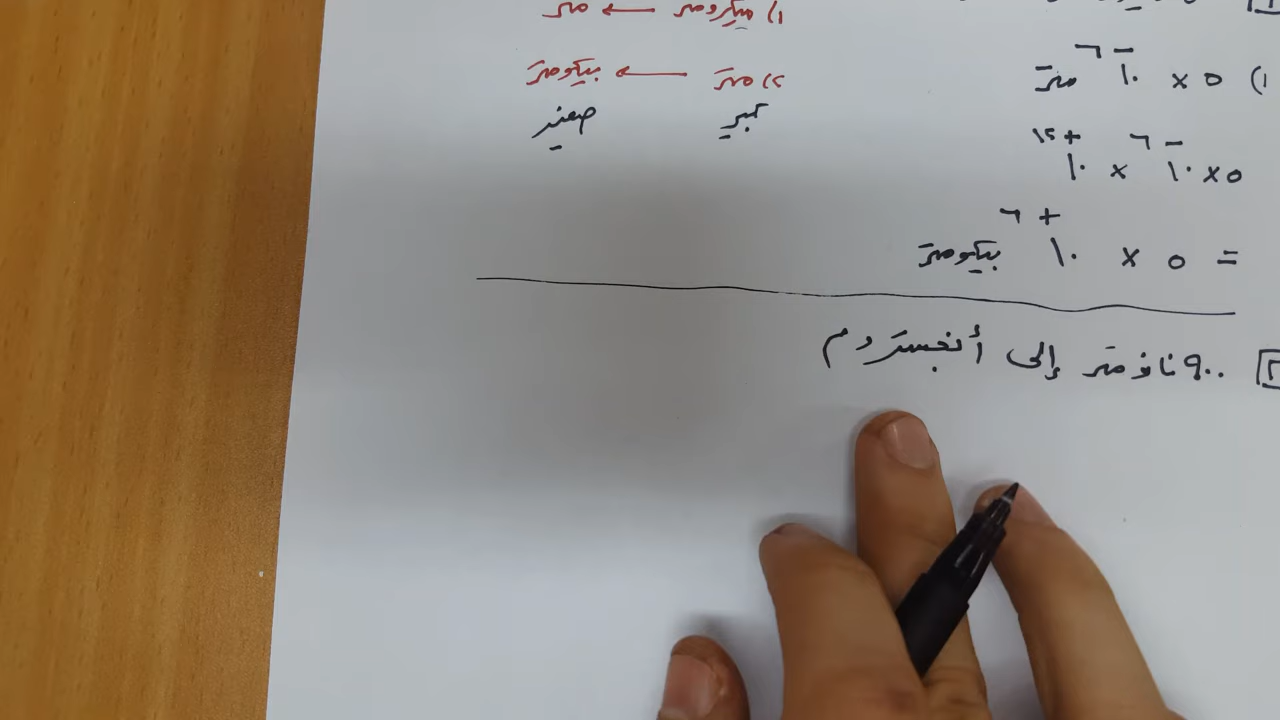 ١) ميكرومتر ← متر
١) ٥ × ١٠^-٦ متر
٢) متر ← بيكومتر
كبير صغير
٥ × ١٠^-٦ × ١٠^+١٢
= ٥ × ١٠^+٦ بيكومتر
٢ ٩٠٠ نانومتر إلى أنجستروم